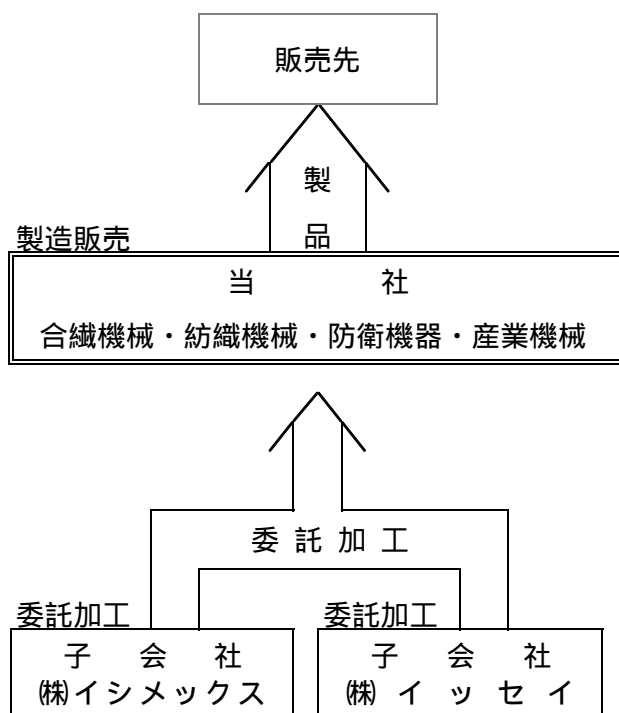 販売先
製
品
製造販売
当 社
合繊機械・紡織機械・防衛機器・産業機械
委託加工
委託加工 委託加工
子 会 社 子 会 社
㈱イシメックス ㈱イッセイ